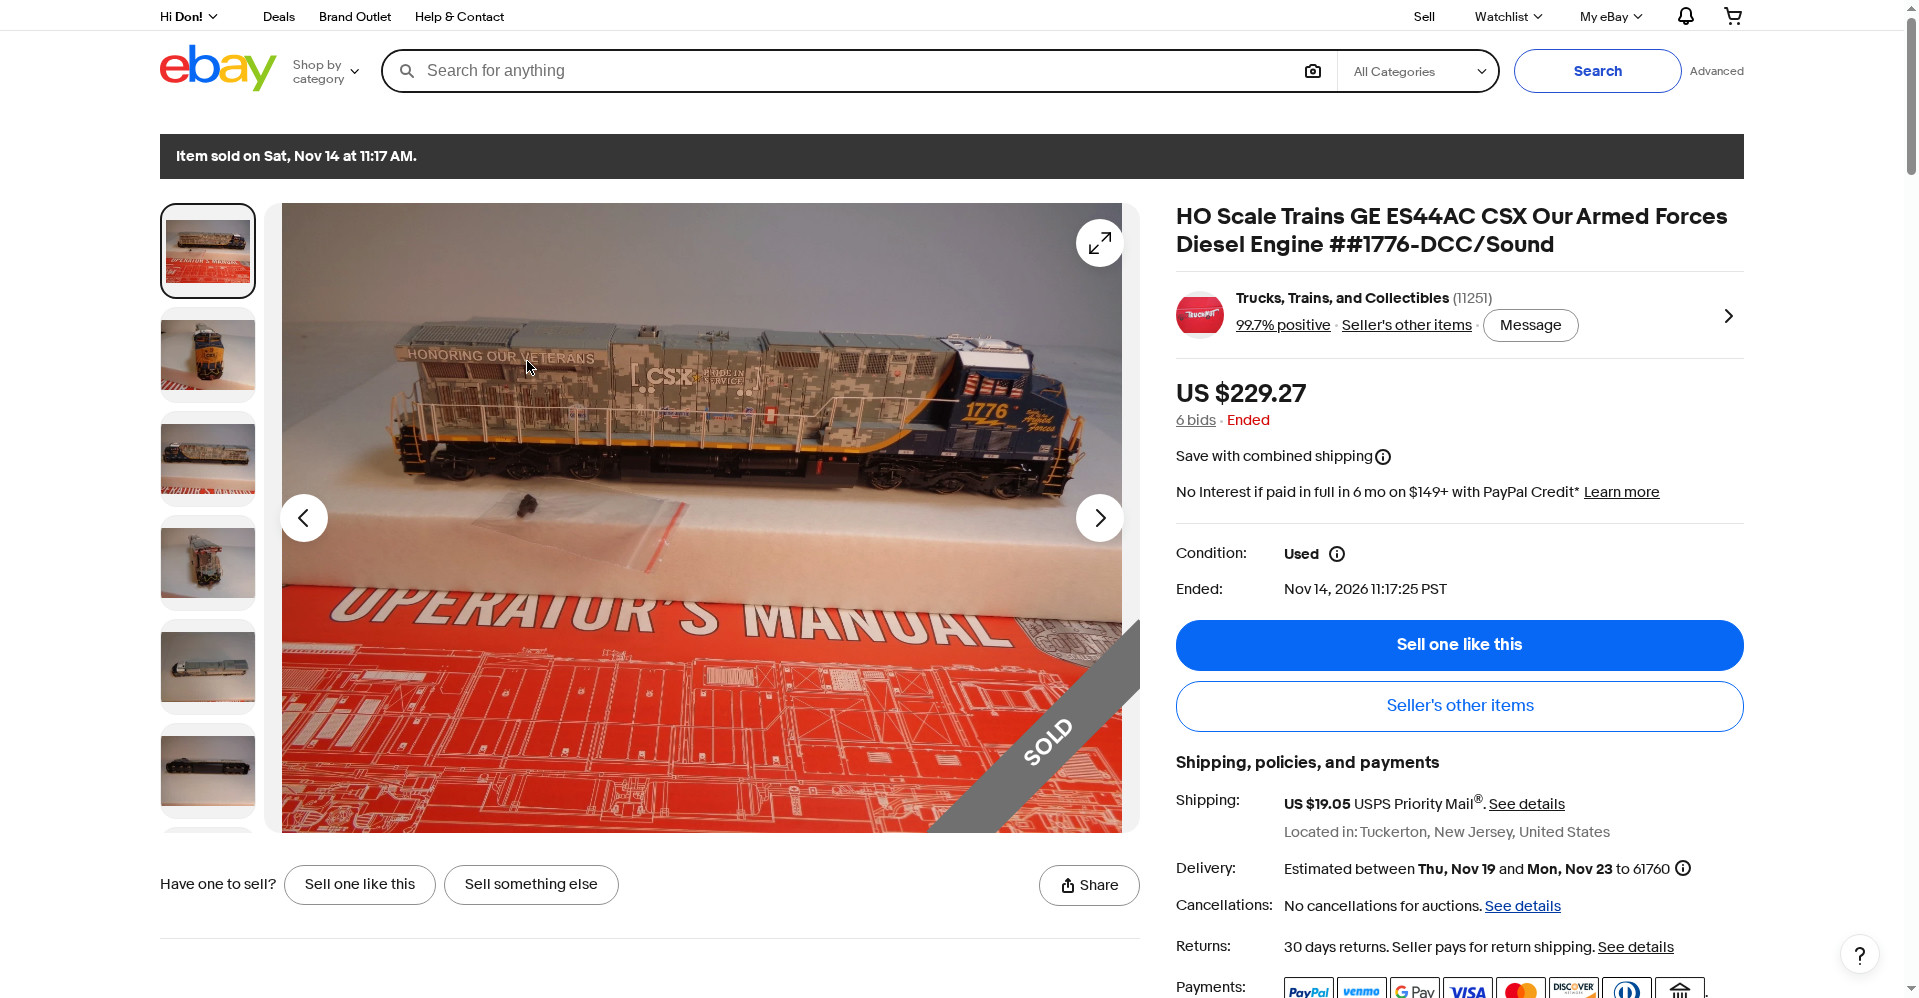 Hi Don!
Deals
Brand Outlet
Help & Contact
Sell
Watchlist
My eBay
ebay
Shop by category
Search for anything
All Categories
Search
Advanced
Item sold on Sat, Nov 14 at 11:17 AM.
HONORING OUR VETERANS
CSX PRIDE IN SERVICE
1776
Armed Forces
OPERATOR'S MANUAL
SOLD
HO Scale Trains GE ES44AC CSX Our Armed Forces
Diesel Engine ##1776-DCC/Sound
Trucks, Trains, and Collectibles (11251)
99.7% positive · Seller's other items · Message
US $229.27
6 bids · Ended
Save with combined shipping
No Interest if paid in full in 6 mo on $149+ with PayPal Credit* Learn more
Condition: Used
Ended: Nov 14, 2026 11:17:25 PST
Sell one like this
Seller's other items
Shipping, policies, and payments
Shipping: US $19.05 USPS Priority Mail®. See details
Located in: Tuckerton, New Jersey, United States
Delivery: Estimated between Thu, Nov 19 and Mon, Nov 23 to 61760
Cancellations: No cancellations for auctions. See details
Returns: 30 days returns. Seller pays for return shipping. See details
Payments: PayPal venmo G Pay VISA DISCOVER
Have one to sell? Sell one like this Sell something else Share
?